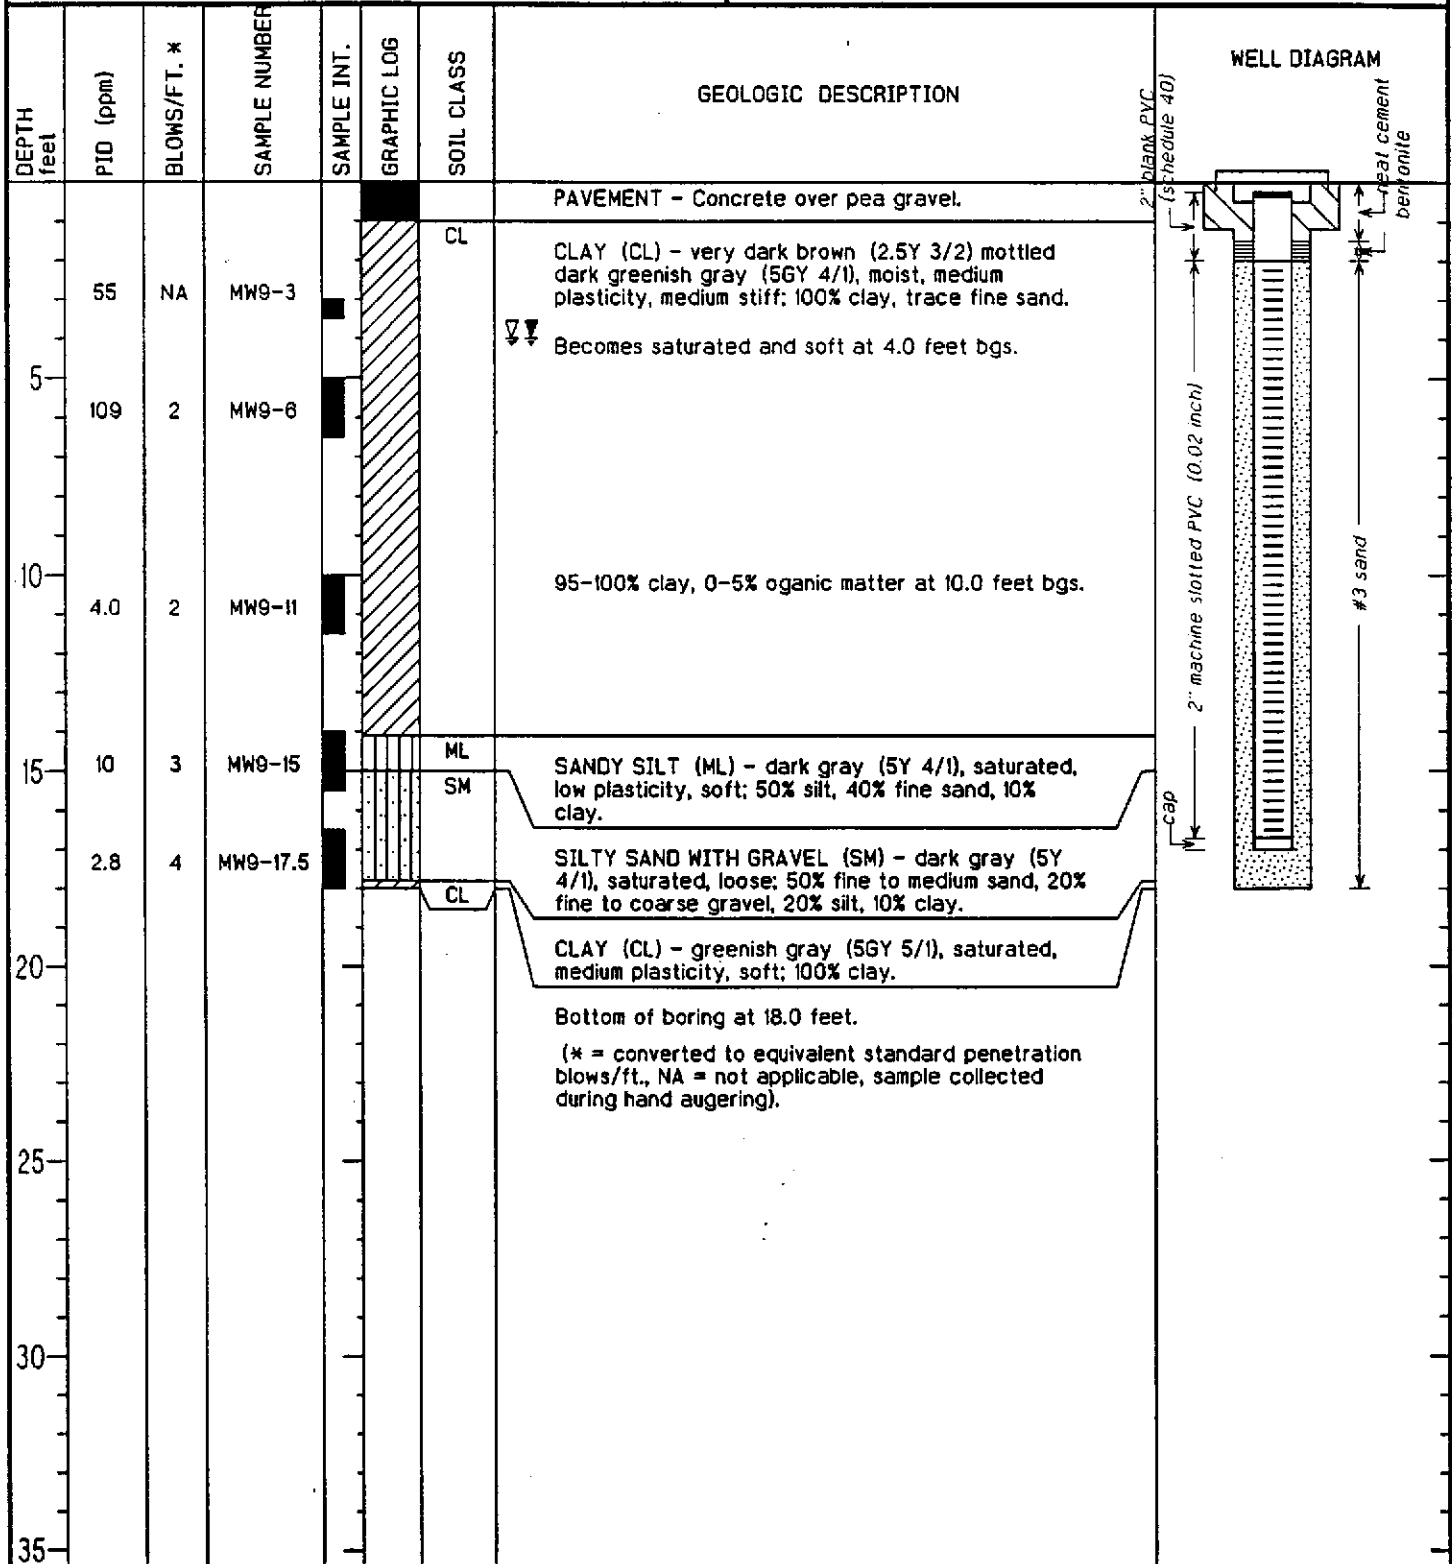 DEPTH
feet
PID (ppm)
BLOWS/FT. *
SAMPLE NUMBER
SAMPLE INT.
GRAPHIC LOG
SOIL CLASS
GEOLOGIC DESCRIPTION
WELL DIAGRAM
2" blank PVC
(schedule 40)
neat cement
bentonite
PAVEMENT - Concrete over pea gravel.
CL
CLAY (CL) - very dark brown (2.5Y 3/2) mottled
dark greenish gray (5GY 4/1), moist, medium
plasticity, medium stiff; 100% clay, trace fine sand.
55 NA MW9-3
Becomes saturated and soft at 4.0 feet bgs.
5
109 2 MW9-6
2" machine slotted PVC (0.02 inch)
#3 sand
10
95-100% clay, 0-5% oganic matter at 10.0 feet bgs.
4.0 2 MW9-11
ML
15 10 3 MW9-15
SANDY SILT (ML) - dark gray (5Y 4/1), saturated,
low plasticity, soft; 50% silt, 40% fine sand, 10%
clay.
SM
cap
2.8 4 MW9-17.5
SILTY SAND WITH GRAVEL (SM) - dark gray (5Y
4/1), saturated, loose; 50% fine to medium sand, 20%
fine to coarse gravel, 20% silt, 10% clay.
CL
CLAY (CL) - greenish gray (5GY 5/1), saturated,
medium plasticity, soft; 100% clay.
20
Bottom of boring at 18.0 feet.
(* = converted to equivalent standard penetration
blows/ft., NA = not applicable, sample collected
during hand augering).
25
30
35